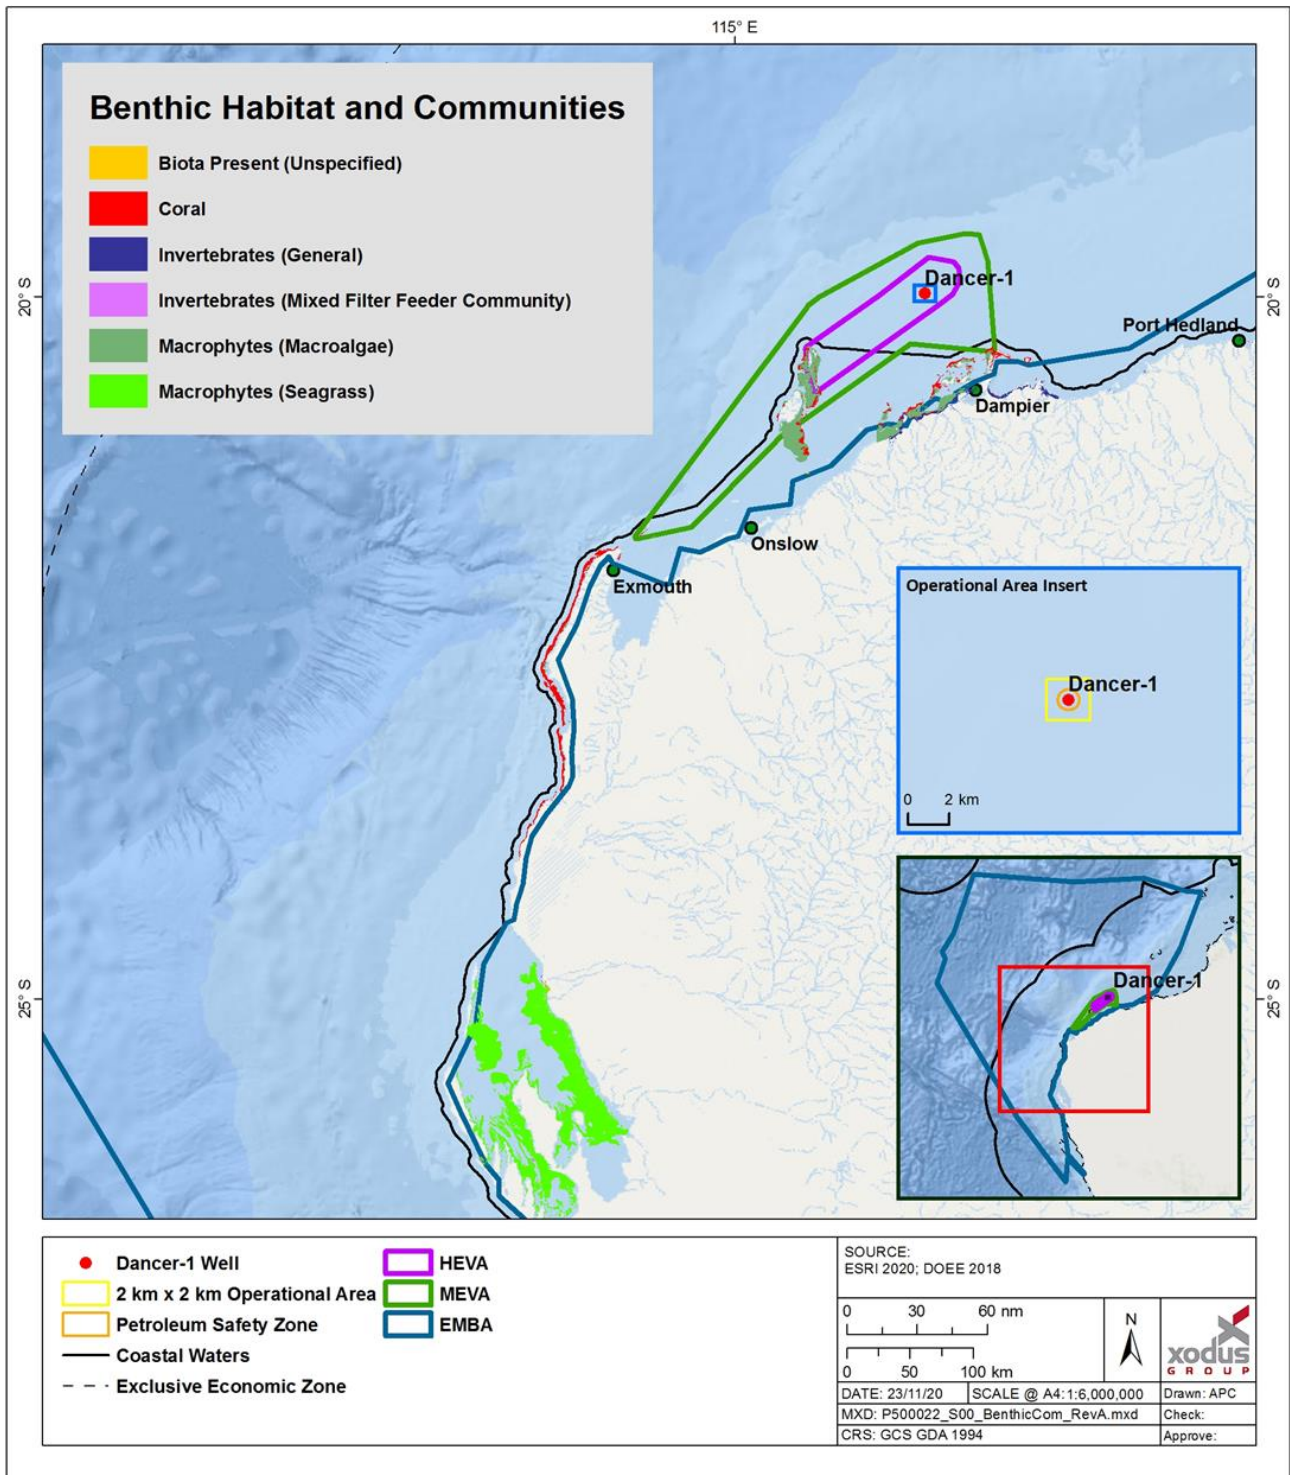 115° E
Benthic Habitat and Communities
Biota Present (Unspecified)
Coral
Invertebrates (General)
Invertebrates (Mixed Filter Feeder Community)
Macrophytes (Macroalgae)
Macrophytes (Seagrass)
20° S
20° S
Dancer-1
Port Hedland
Dampier
Onslow
Exmouth
Operational Area Insert
Dancer-1
0 2 km
Dancer-1
25° S
25° S
Dancer-1 Well
2 km x 2 km Operational Area
Petroleum Safety Zone
Coastal Waters
Exclusive Economic Zone
HEVA
MEVA
EMBA
SOURCE:
ESRI 2020; DOEE 2018
0 30 60 nm
0 50 100 km
N
xodus
GROUP
DATE: 23/11/20
SCALE @ A4:1:6,000,000
Drawn: APC
MXD: P500022_S00_BenthicCom_RevA.mxd
Check:
CRS: GCS GDA 1994
Approve: